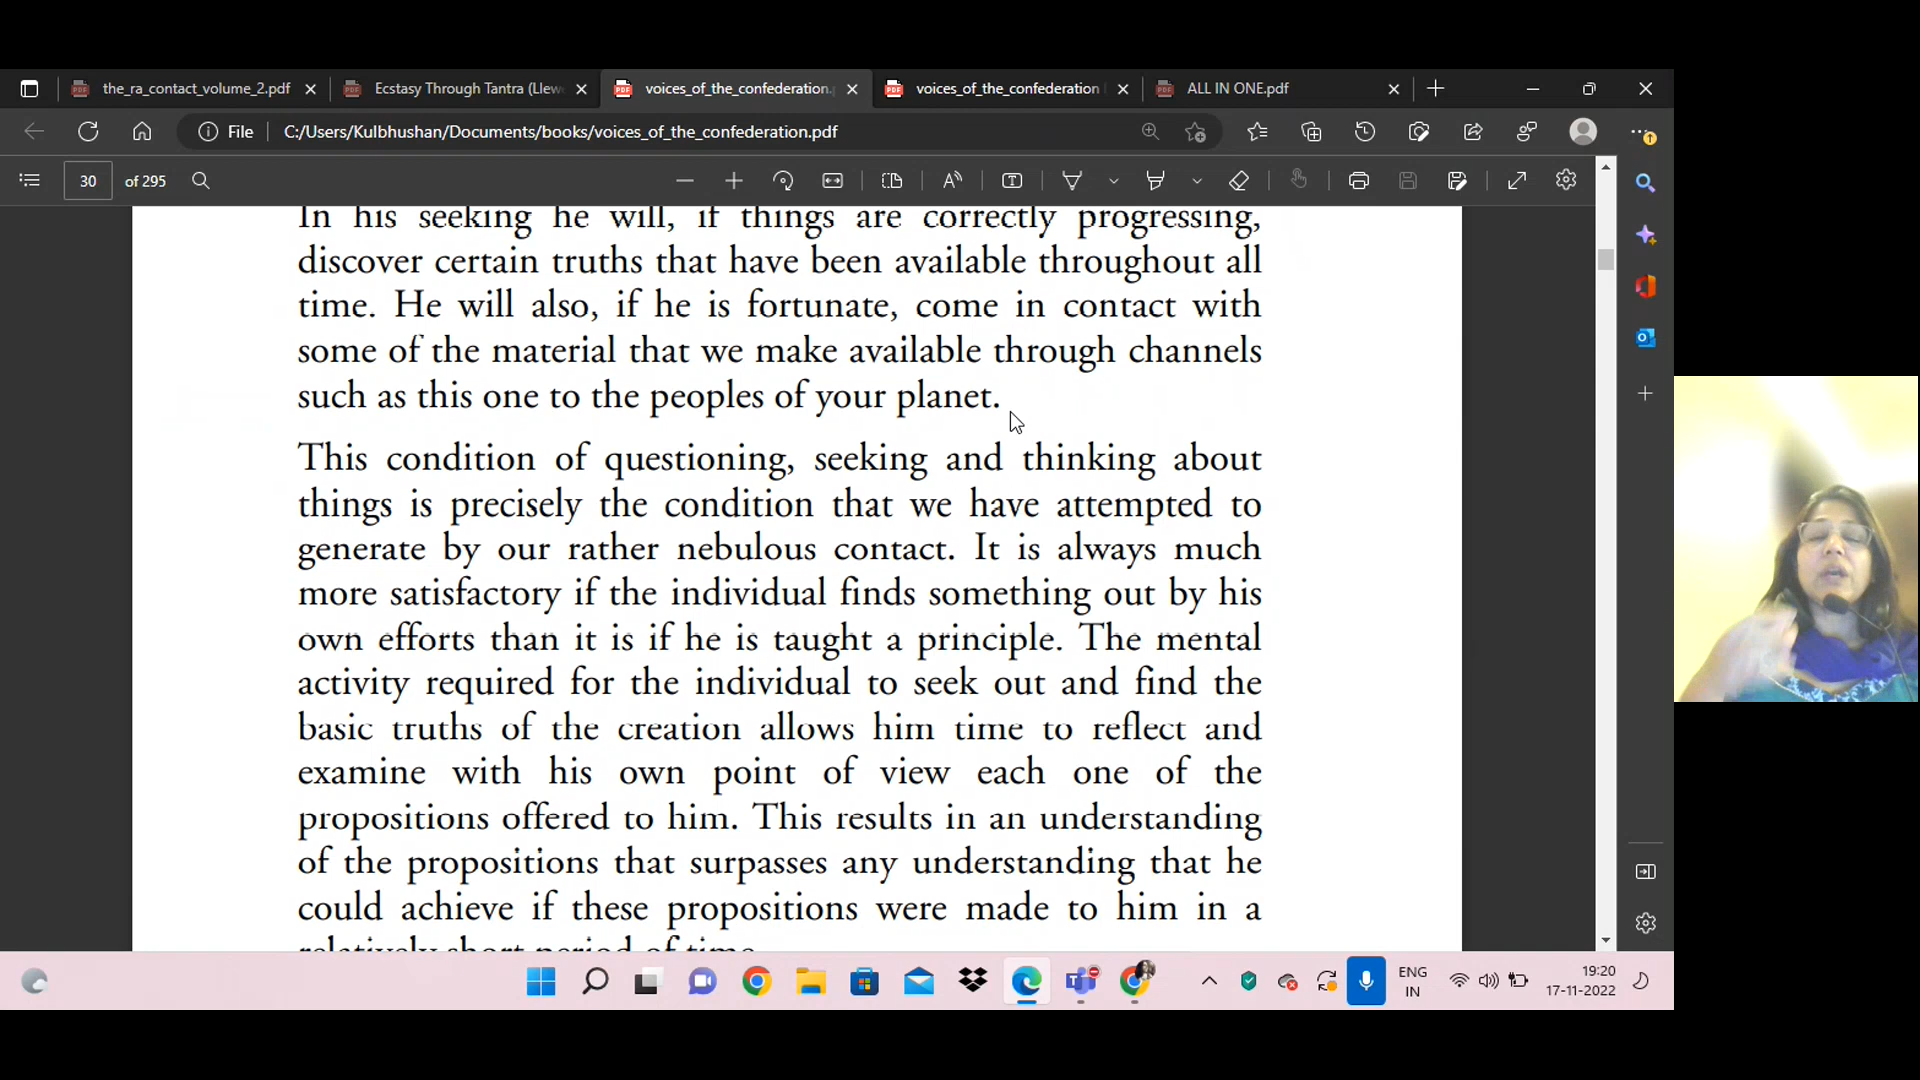 the_ra_contact_volume_2.pdf
Ecstasy Through Tantra (Llew
voices_of_the_confederation.
voices_of_the_confederation
ALL IN ONE.pdf
File
C:/Users/Kulbhushan/Documents/books/voices_of_the_confederation.pdf
30 of 295
In his seeking he will, if things are correctly progressing,
discover certain truths that have been available throughout all
time. He will also, if he is fortunate, come in contact with
some of the material that we make available through channels
such as this one to the peoples of your planet.
This condition of questioning, seeking and thinking about
things is precisely the condition that we have attempted to
generate by our rather nebulous contact. It is always much
more satisfactory if the individual finds something out by his
own efforts than it is if he is taught a principle. The mental
activity required for the individual to seek out and find the
basic truths of the creation allows him time to reflect and
examine with his own point of view each one of the
propositions offered to him. This results in an understanding
of the propositions that surpasses any understanding that he
could achieve if these propositions were made to him in a
relatively short period of time.
ENG
IN
19:20
17-11-2022